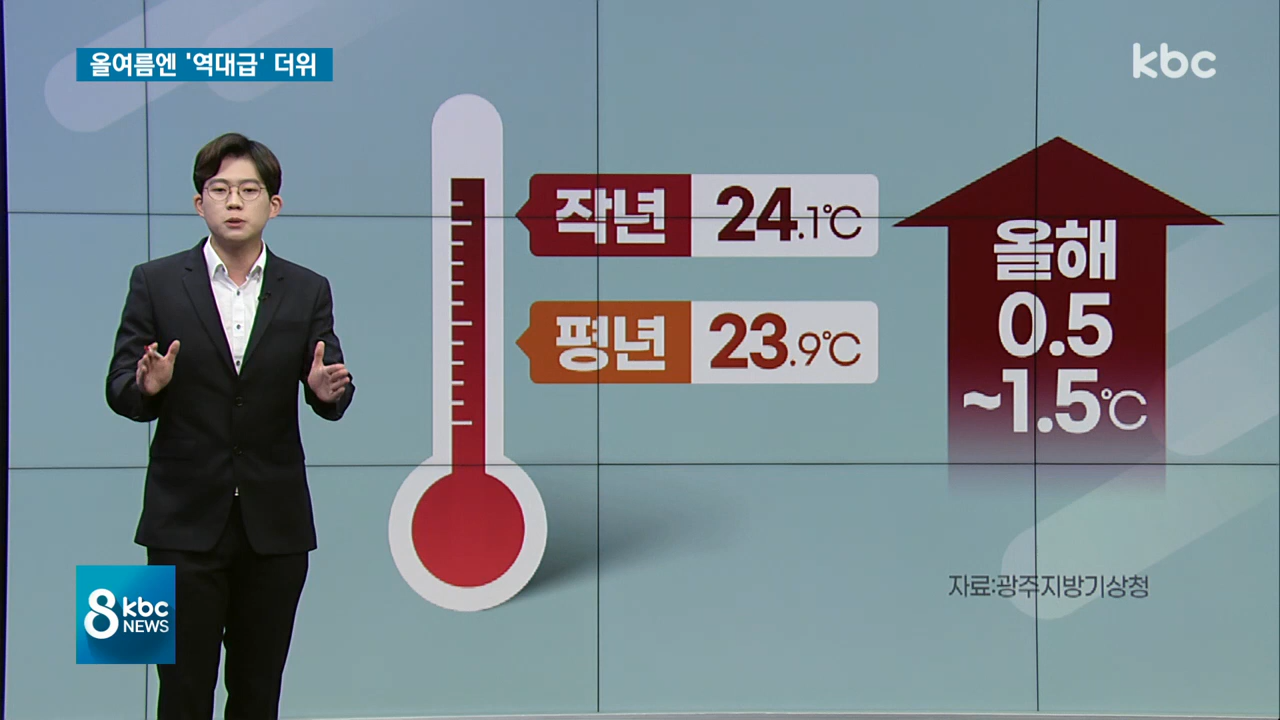 올여름엔 '역대급' 더위
kbc
작년 24.1℃
평년 23.9℃
올해
0.5
~1.5℃
자료:광주지방기상청
8 kbc
NEWS